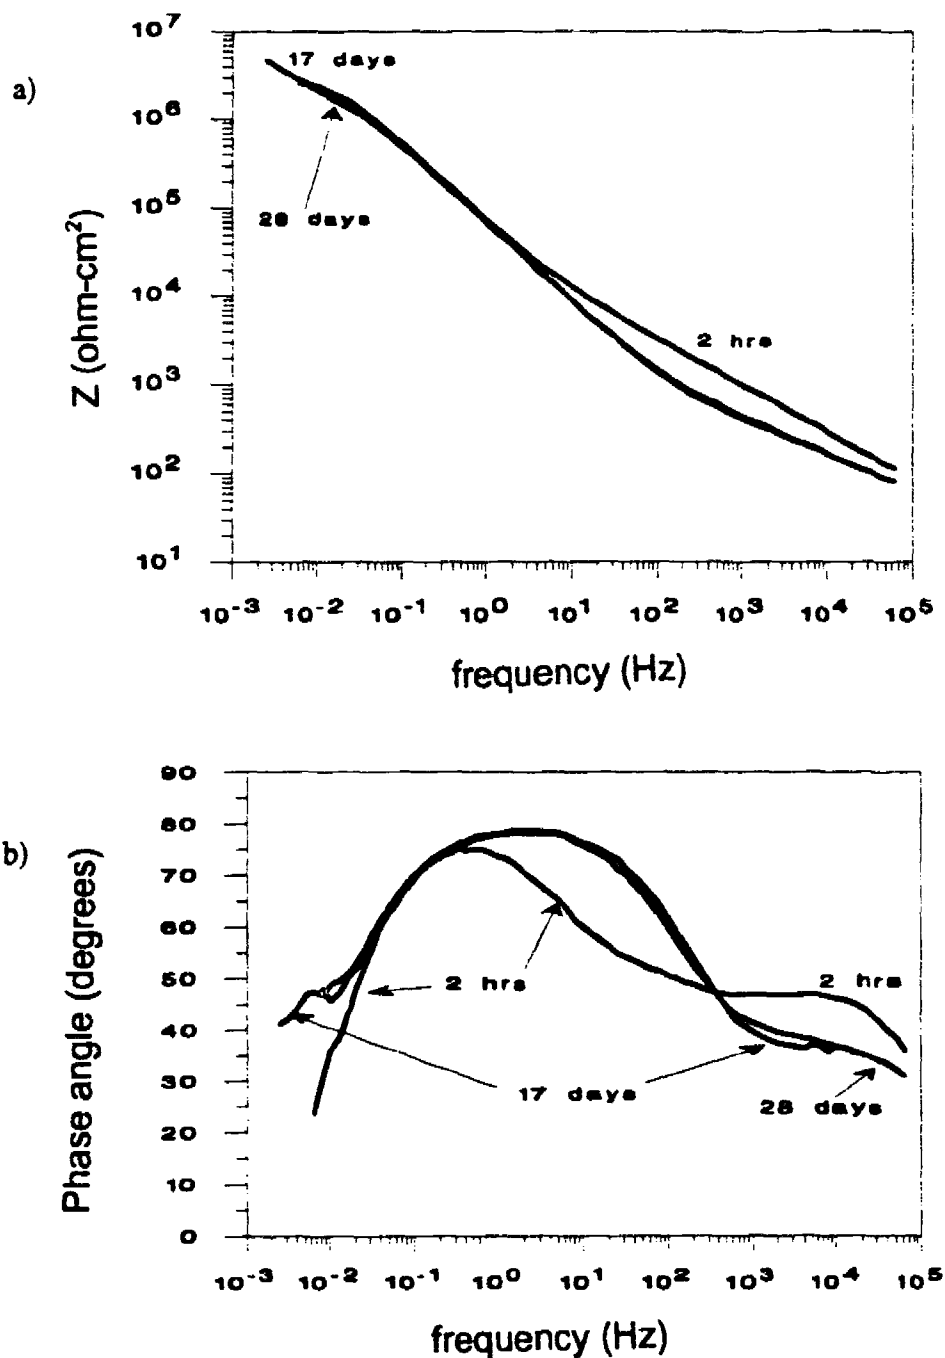 a)
Z (ohm-cm²)
10⁷
10⁶
10⁵
10⁴
10³
10²
10¹
17 days
28 days
2 hrs
10⁻³ 10⁻² 10⁻¹ 10⁰ 10¹ 10² 10³ 10⁴ 10⁵
frequency (Hz)
b)
Phase angle (degrees)
90
80
70
60
50
40
30
20
10
0
2 hrs
2 hrs
17 days
28 days
10⁻³ 10⁻² 10⁻¹ 10⁰ 10¹ 10² 10³ 10⁴ 10⁵
frequency (Hz)